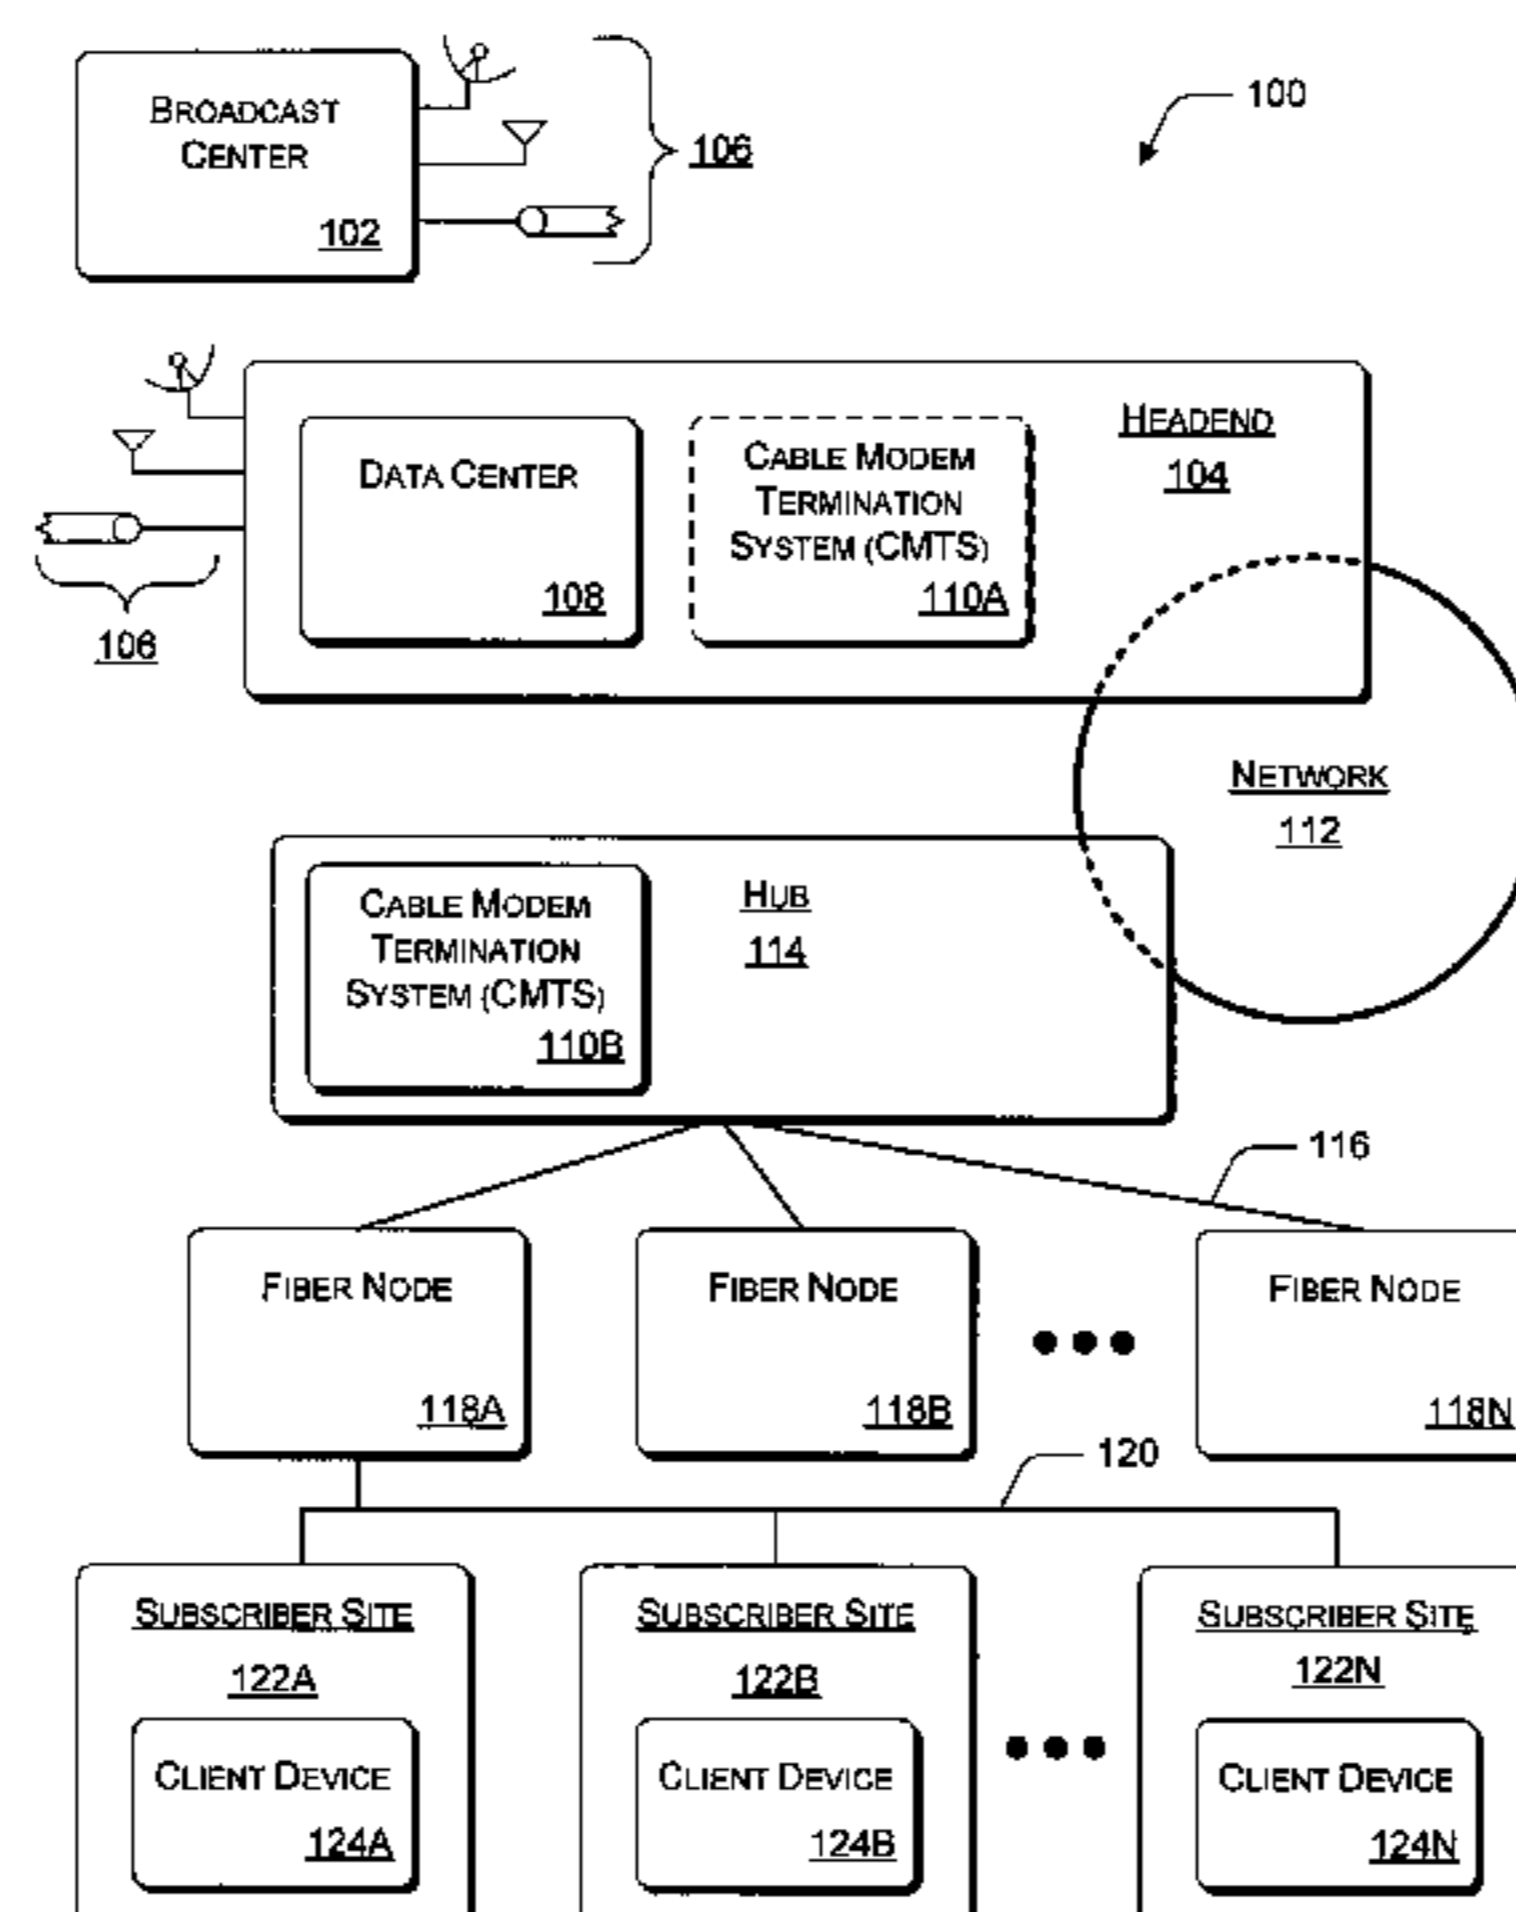 BROADCAST
CENTER
102
106
100
HEADEND
104
DATA CENTER
108
CABLE MODEM
TERMINATION
SYSTEM (CMTS)
110A
106
NETWORK
112
CABLE MODEM
TERMINATION
SYSTEM (CMTS)
110B
HUB
114
116
FIBER NODE
118A
FIBER NODE
118B
FIBER NODE
118N
120
SUBSCRIBER SITE
122A
CLIENT DEVICE
124A
SUBSCRIBER SITE
122B
CLIENT DEVICE
124B
SUBSCRIBER SITE
122N
CLIENT DEVICE
124N